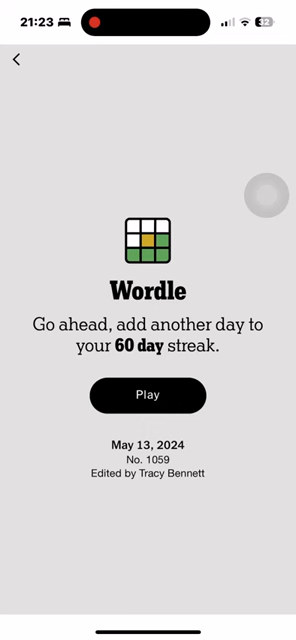 21:23
32
Wordle
Go ahead, add another day to
your 60 day streak.
Play
May 13, 2024
No. 1059
Edited by Tracy Bennett